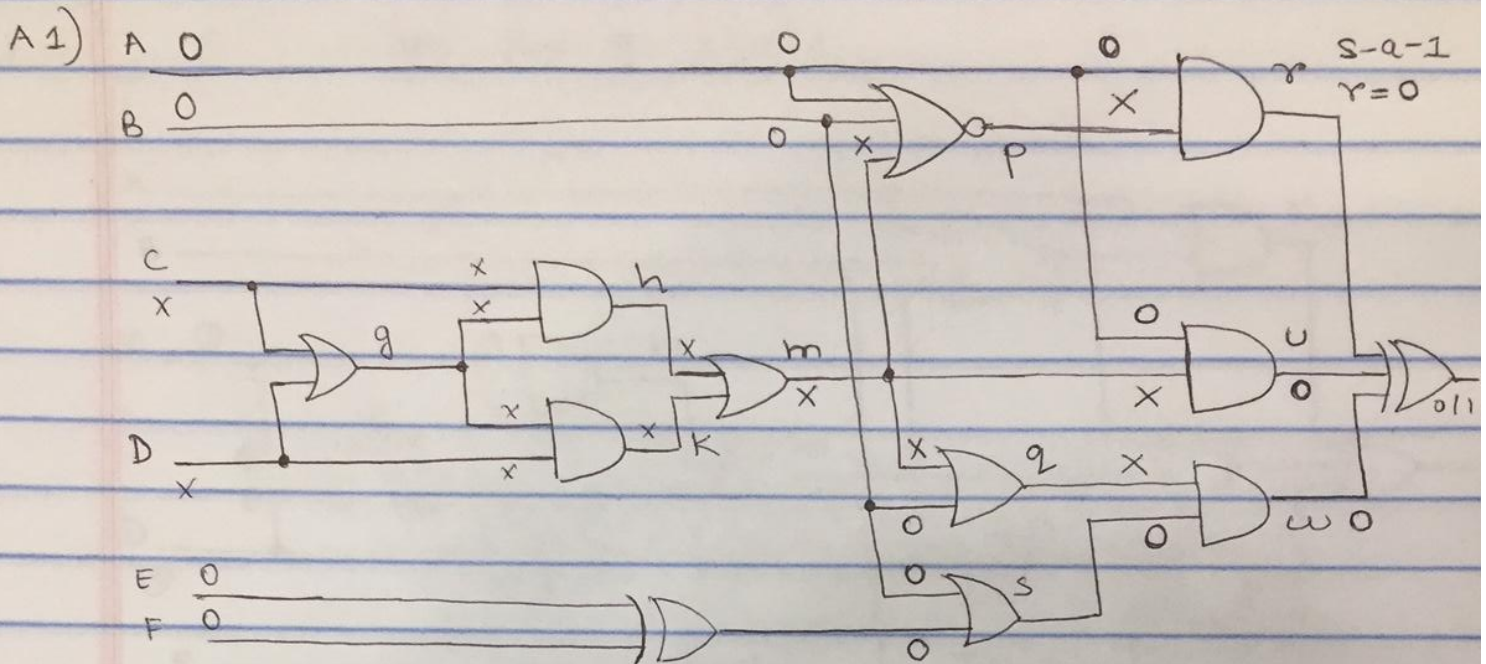 A1) A 0 0 0 s-a-1
r r=0
B 0 0 x p X
C x x h
x g x m u
0 0
D x x x k x X 0/1
x x q X
0 0 w 0
E 0 0 s
F 0 0